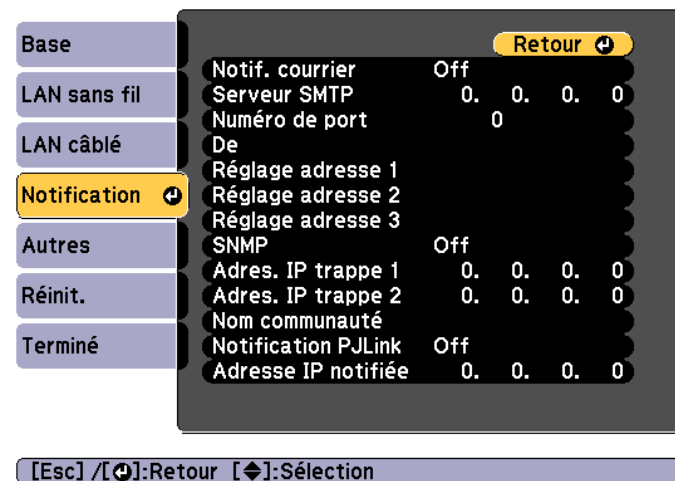 Base
LAN sans fil
LAN câblé
Notification
Autres
Réinit.
Terminé
Retour
Notif. courrier Off
Serveur SMTP 0. 0. 0. 0
Numéro de port 0
De
Réglage adresse 1
Réglage adresse 2
Réglage adresse 3
SNMP Off
Adres. IP trappe 1 0. 0. 0. 0
Adres. IP trappe 2 0. 0. 0. 0
Nom communauté
Notification PJLink Off
Adresse IP notifiée 0. 0. 0. 0
[Esc] /[⏎]:Retour [◆]:Sélection